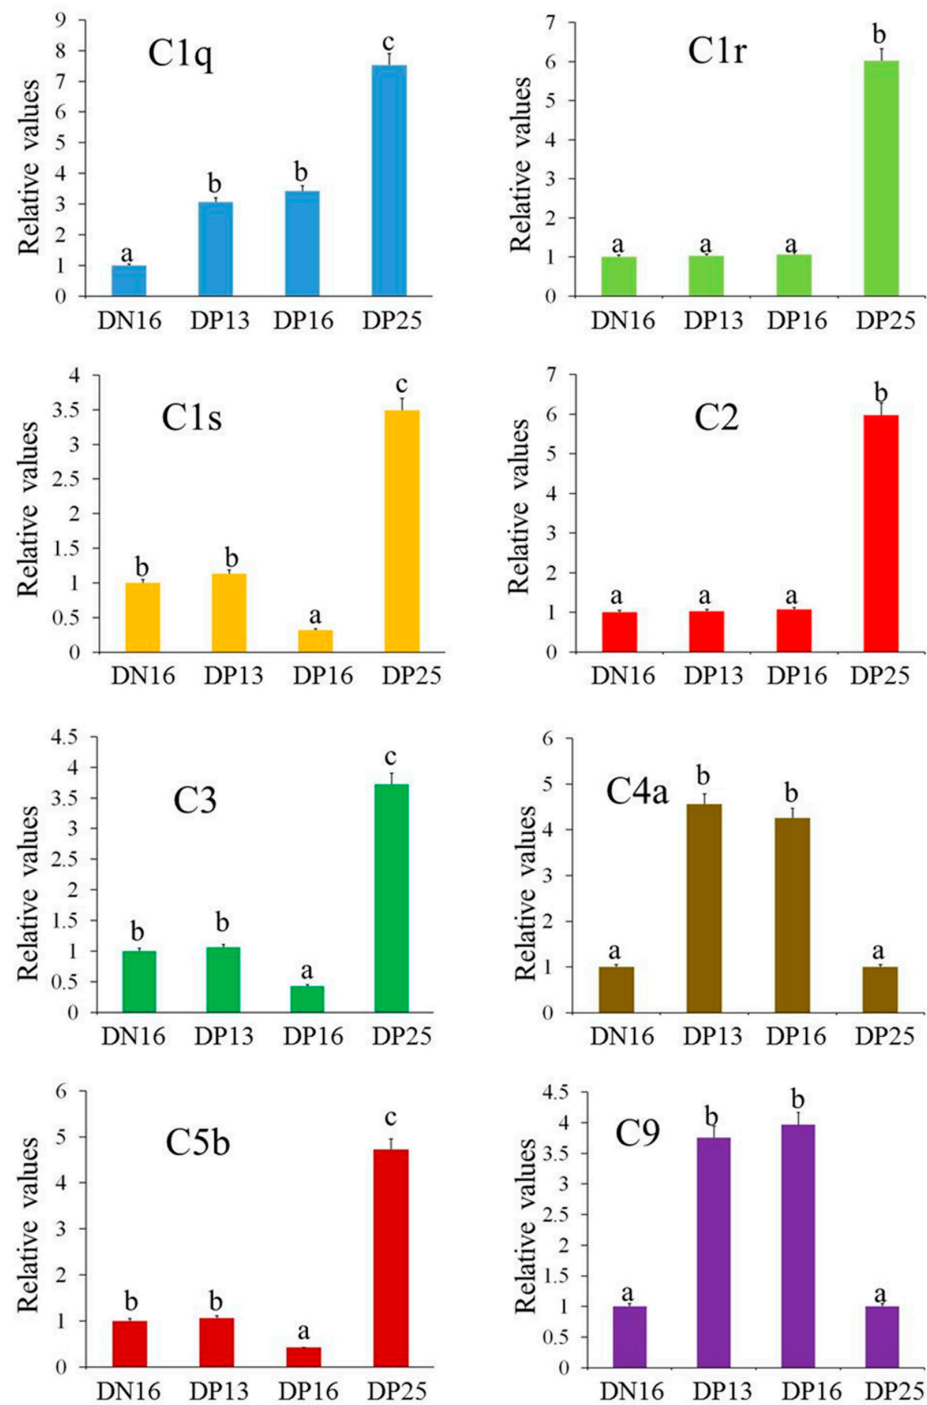 C1q
Relative values
9
8
7
6
5
4
3
2
1
0
a
b
b
c
DN16 DP13 DP16 DP25
C1r
Relative values
7
6
5
4
3
2
1
0
a
a
a
b
DN16 DP13 DP16 DP25
C1s
Relative values
4
3.5
3
2.5
2
1.5
1
0.5
0
b
b
a
c
DN16 DP13 DP16 DP25
C2
Relative values
7
6
5
4
3
2
1
0
a
a
a
b
DN16 DP13 DP16 DP25
C3
Relative values
4.5
4
3.5
3
2.5
2
1.5
1
0.5
0
b
b
a
c
DN16 DP13 DP16 DP25
C4a
Relative values
6
5
4
3
2
1
0
a
b
b
a
DN16 DP13 DP16 DP25
C5b
Relative values
6
5
4
3
2
1
0
b
b
a
c
DN16 DP13 DP16 DP25
C9
Relative values
4.5
4
3.5
3
2.5
2
1.5
1
0.5
0
a
b
b
a
DN16 DP13 DP16 DP25